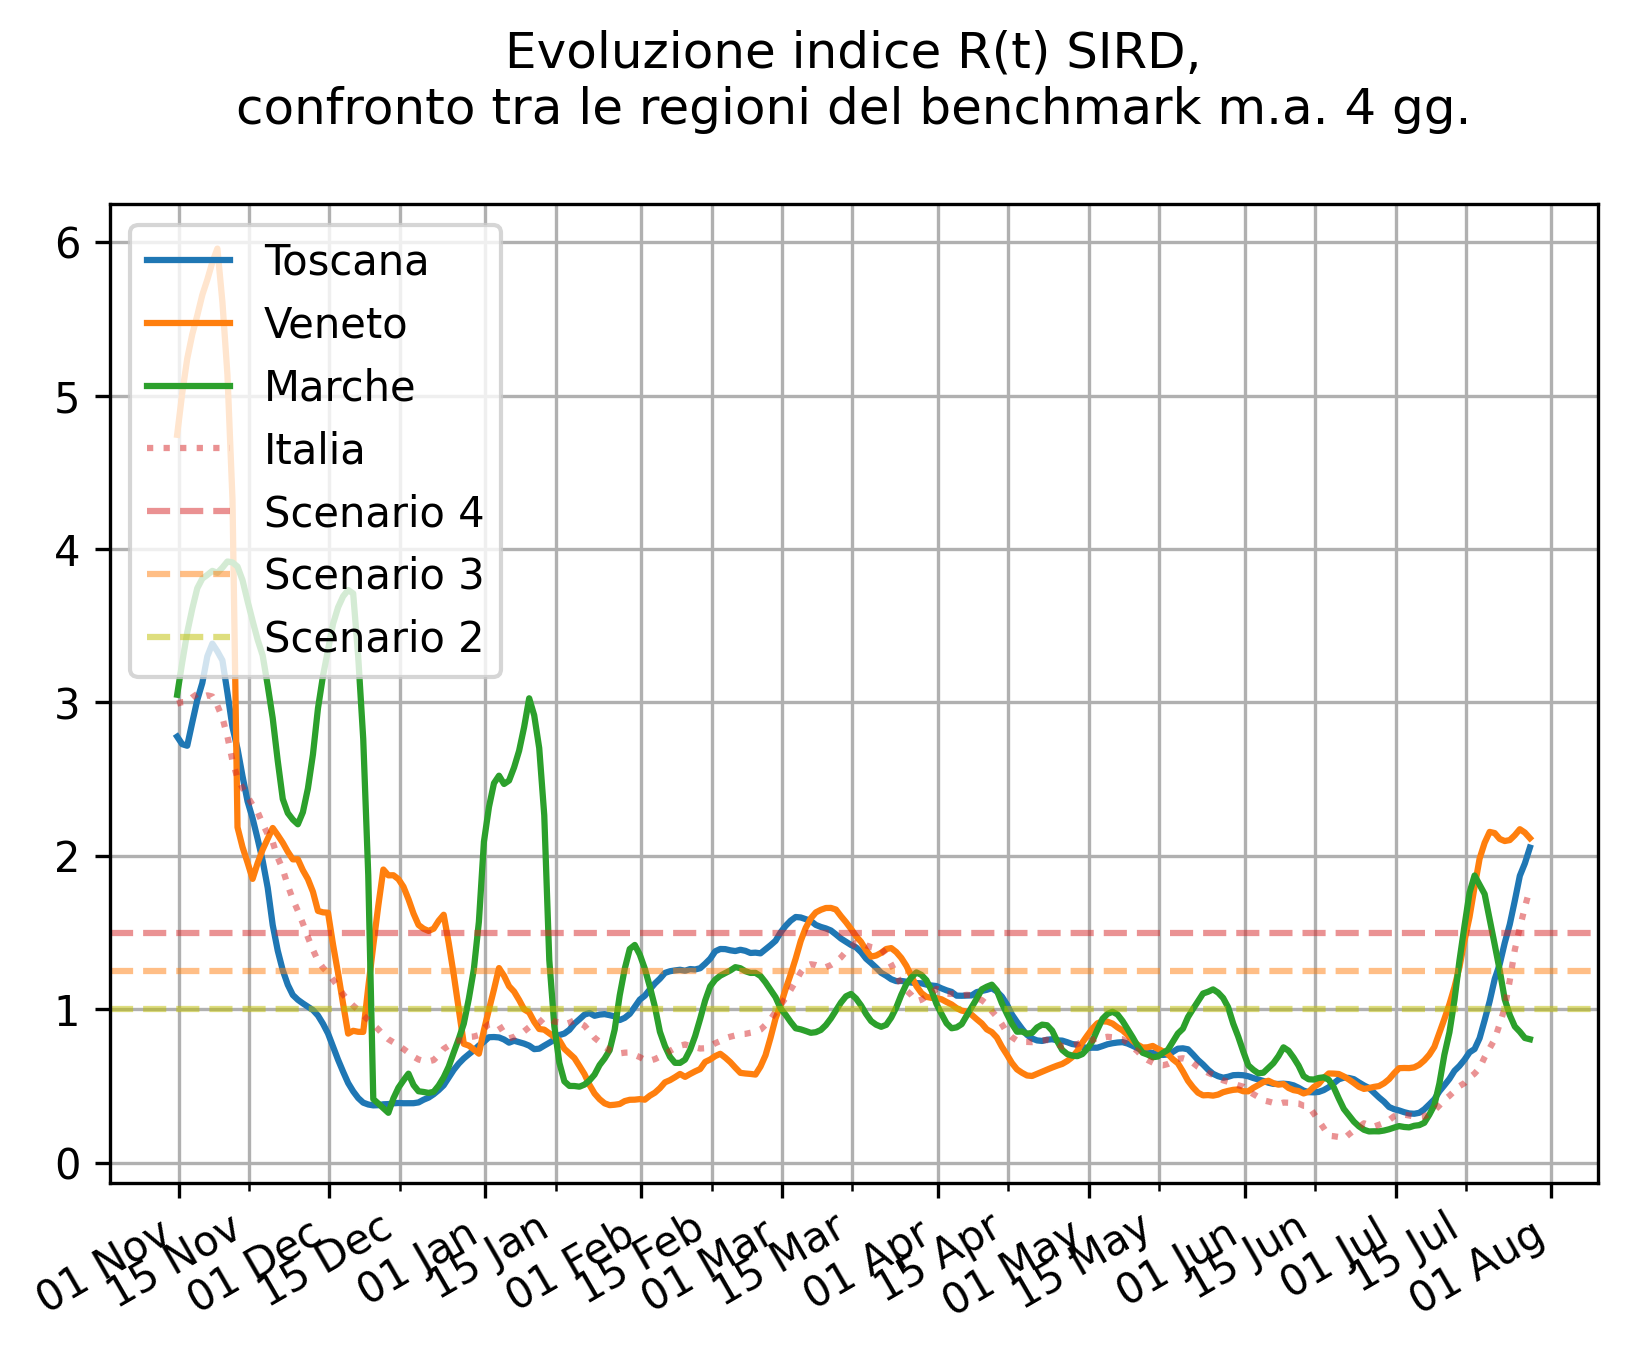 Evoluzione indice R(t) SIRD,
confronto tra le regioni del benchmark m.a. 4 gg.
6
5
4
3
2
1
0
Toscana
Veneto
Marche
Italia
Scenario 4
Scenario 3
Scenario 2
01 Nov
15 Nov
01 Dec
15 Dec
01 Jan
15 Jan
01 Feb
15 Feb
01 Mar
15 Mar
01 Apr
15 Apr
01 May
15 May
01 Jun
15 Jun
01 Jul
15 Jul
01 Aug